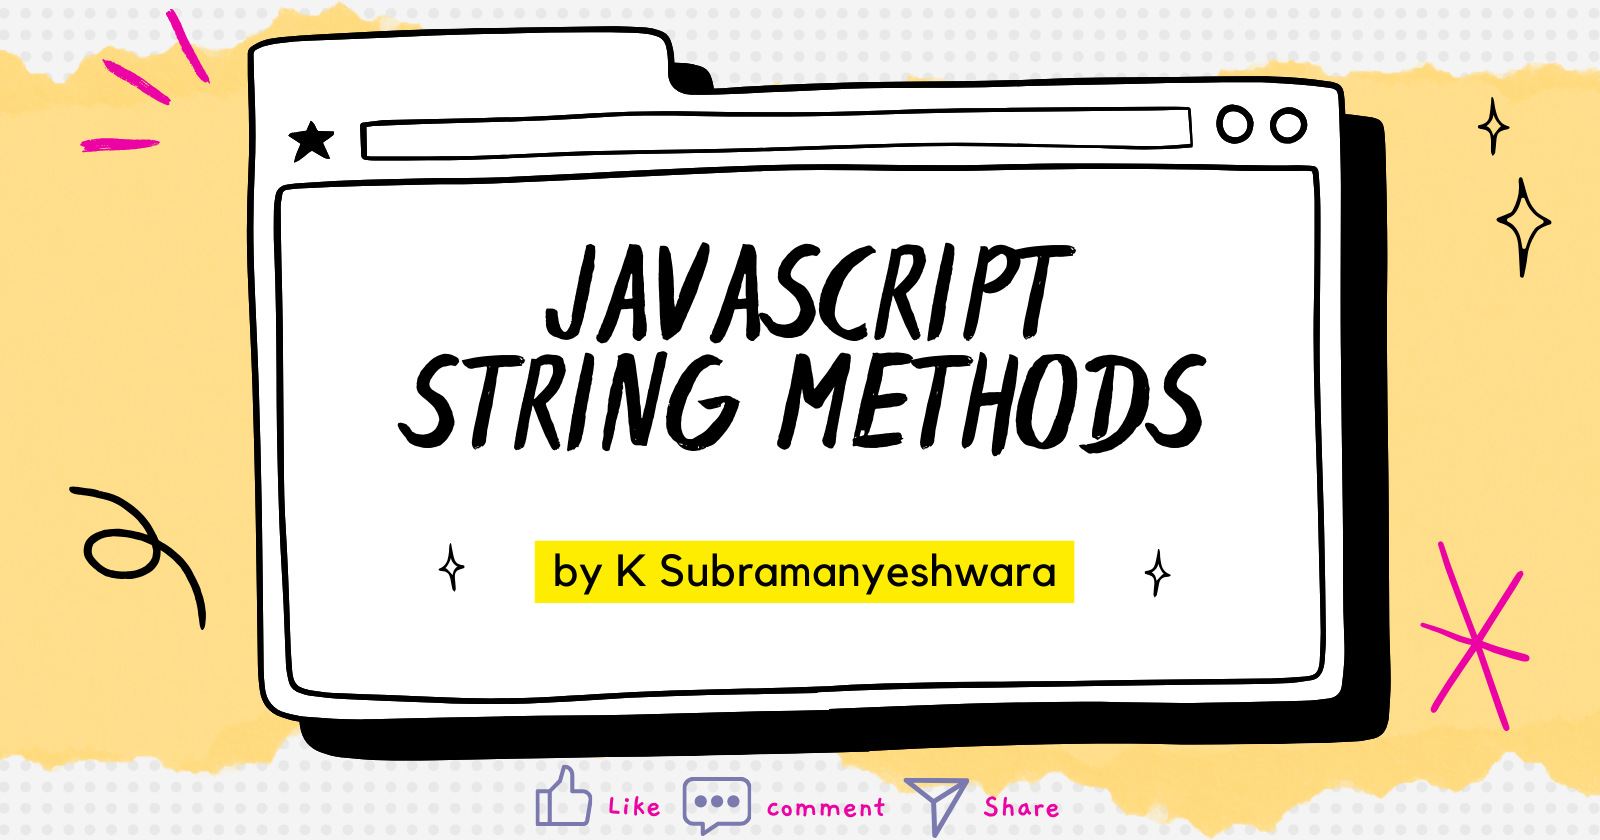 JAVASCRIPT
STRING METHODS
by K Subramanyeshwara
Like comment Share